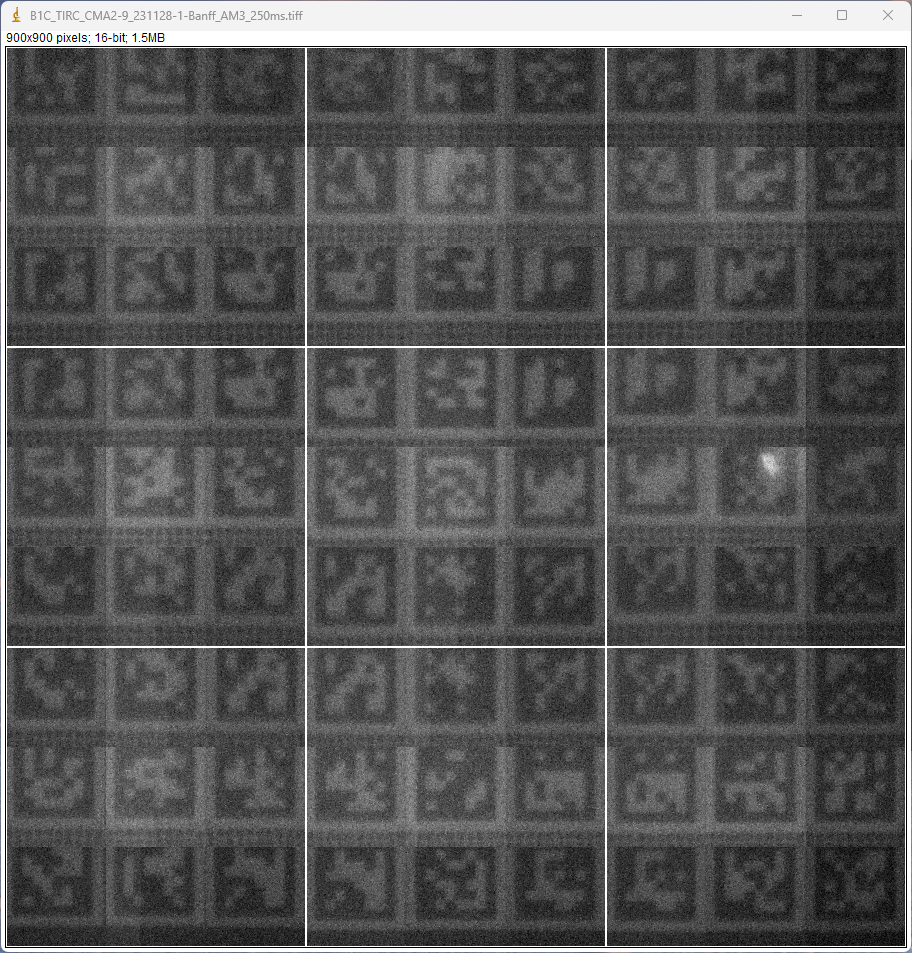 B1C_TIRC_CMA2-9_231128-1-Banff_AM3_250ms.tiff
900x900 pixels; 16-bit; 1.5MB